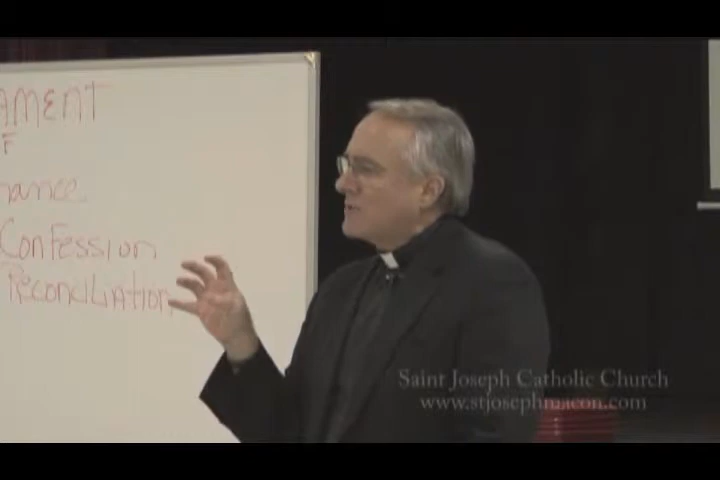 AMENT
F
nance
Confession
Reconciliation
Saint Joseph Catholic Church
www.stjosephmacon.com